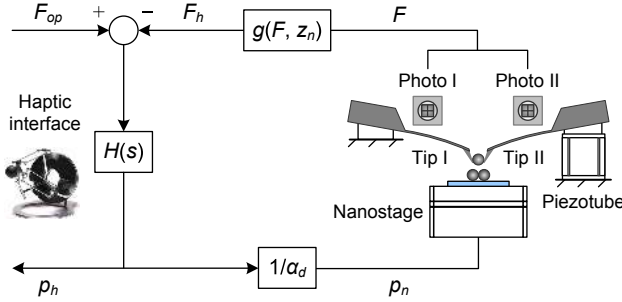 F_op + − F_h g(F, z_n) F
Photo I Photo II
Haptic
interface
H(s)
Tip I Tip II
Nanostage
Piezotube
p_h 1/α_d p_n